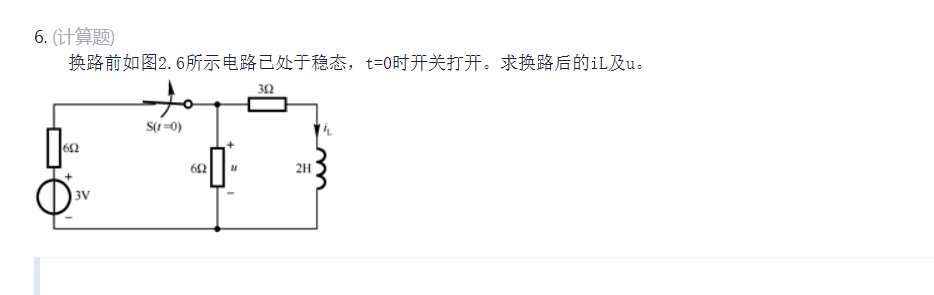 6. (计算题)
换路前如图2.6所示电路已处于稳态，t=0时开关打开。求换路后的iL及u。
3Ω
S(t=0)
iL
6Ω
+
6Ω
u
2H
+
3V
−
−